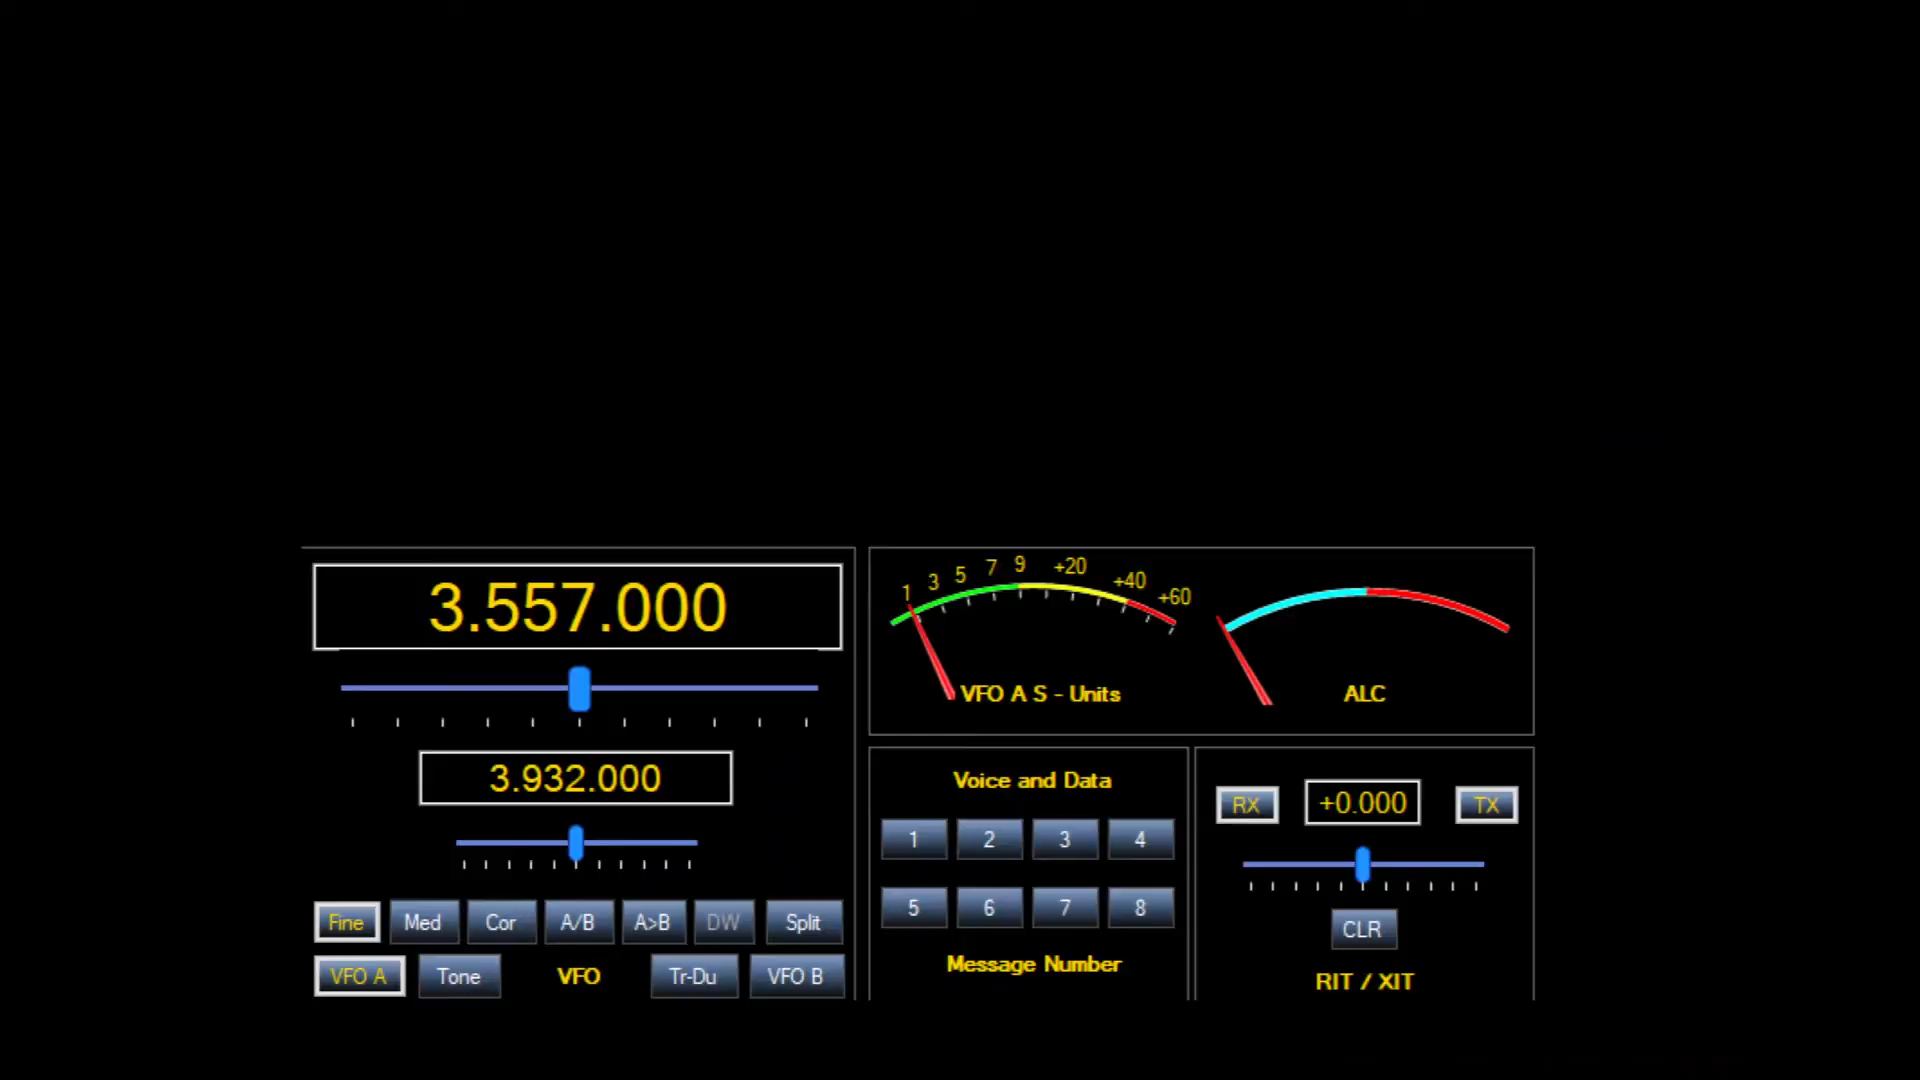 3.557.000
3.932.000
Fine Med Cor A/B A>B DW Split
VFO A Tone VFO Tr-Du VFO B
1 3 5 7 9 +20 +40 +60
VFO A S - Units
ALC
Voice and Data
1 2 3 4
5 6 7 8
Message Number
RX +0.000 TX
CLR
RIT / XIT